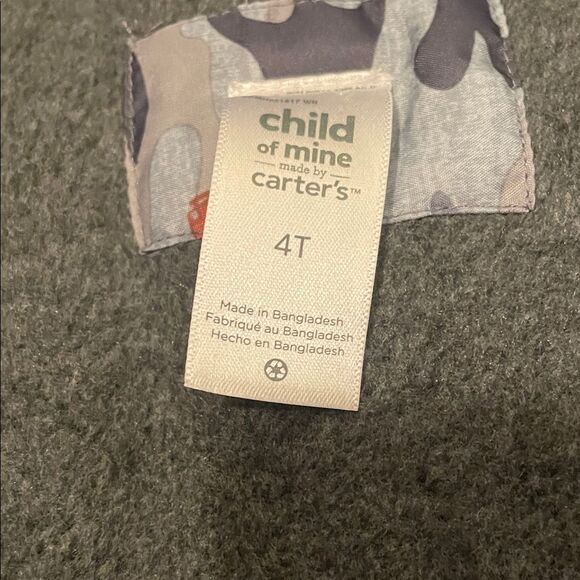 child
of mine
made by
carter's™
4T
Made in Bangladesh
Fabriqué au Bangladesh
Hecho en Bangladesh